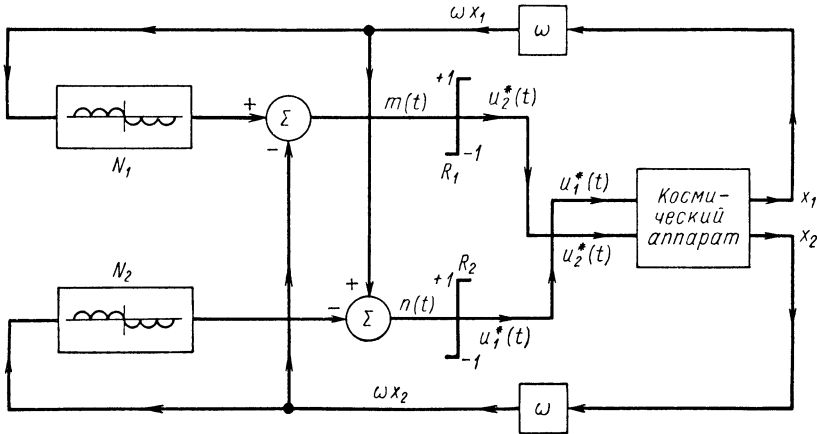 ωx₁
ω
+
Σ
−
m(t)
+1
−1
R₁
u₂*(t)
N₁
u₁*(t)
Косми-
ческий
аппарат
x₁
x₂
u₂*(t)
N₂
+
−
Σ
n(t)
+1
R₂
−1
u₁*(t)
ωx₂
ω